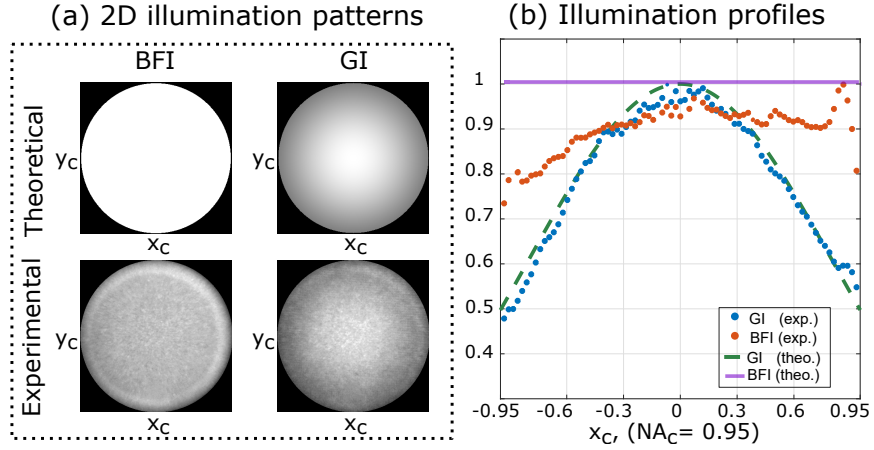 (a) 2D illumination patterns
BFI
GI
Theoretical
y_c
y_c
x_c
x_c
Experimental
y_c
y_c
x_c
x_c
(b) Illumination profiles
1
0.9
0.8
0.7
0.6
0.5
0.4
GI (exp.)
BFI (exp.)
GI (theo.)
BFI (theo.)
-0.95 -0.6 -0.3 0 0.3 0.6 0.95
x_c, (NA_c= 0.95)